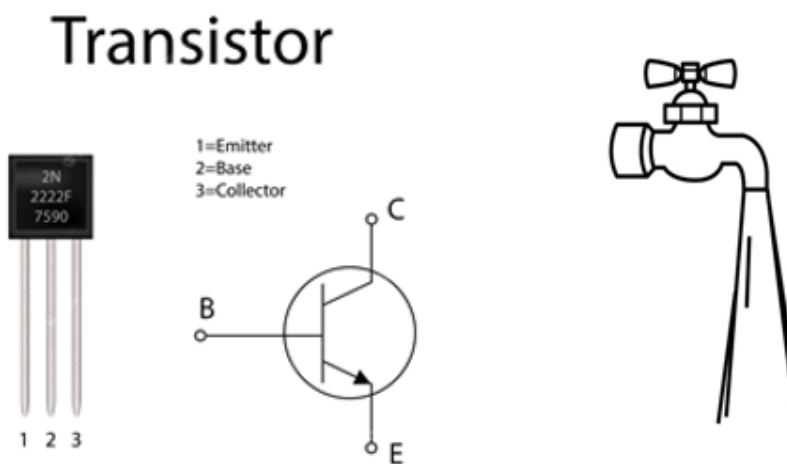 Transistor
1=Emitter
2=Base
3=Collector
2N
2222F
7590
1 2 3
C
B
E